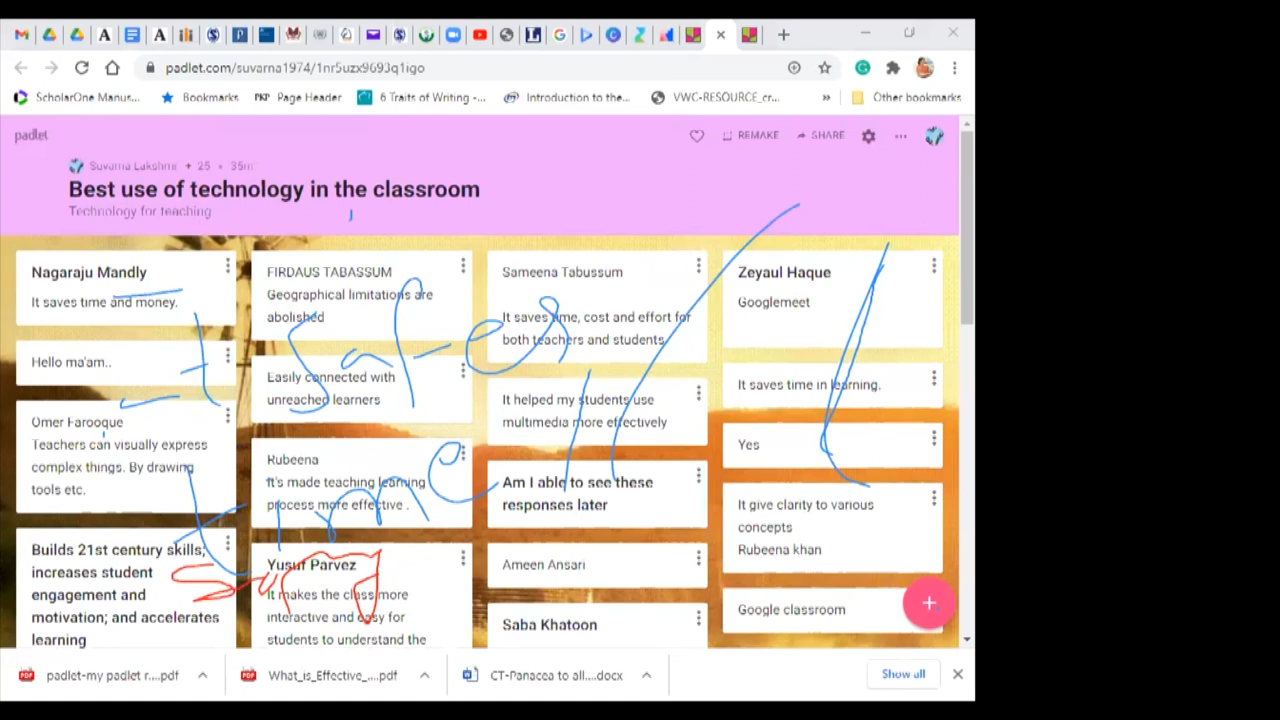 padlet.com/suvarna1974/1nr5uzx9693q1igo
ScholarOne Manus...
Bookmarks
PKP Page Header
6 Traits of Writing -...
Introduction to the...
VWC-RESOURCE_cr...
»
Other bookmarks
padlet
REMAKE
SHARE
Suvarna Lakshmi + 25 • 35m
Best use of technology in the classroom
Technology for teaching
Nagaraju Mandly
It saves time and money.
Hello ma'am..
Omer Farooque
Teachers can visually express
complex things. By drawing
tools etc.
Builds 21st century skills;
increases student
engagement and
motivation; and accelerates
learning
FIRDAUS TABASSUM
Geographical limitations are
abolished
Easily connected with
unreached learners
Rubeena
It's made teaching learning
process more effective .
Yusuf Parvez
It makes the class more
interactive and easy for
students to understand the
Sameena Tabussum
It saves time, cost and effort for
both teachers and students
It helped my students use
multimedia more effectively
Am I able to see these
responses later
Ameen Ansari
Saba Khatoon
Zeyaul Haque
Googlemeet
It saves time in learning.
Yes
It give clarity to various
concepts
Rubeena khan
Google classroom
time
padlet-my padlet r....pdf
What_is_Effective_....pdf
CT-Panacea to all....docx
Show all